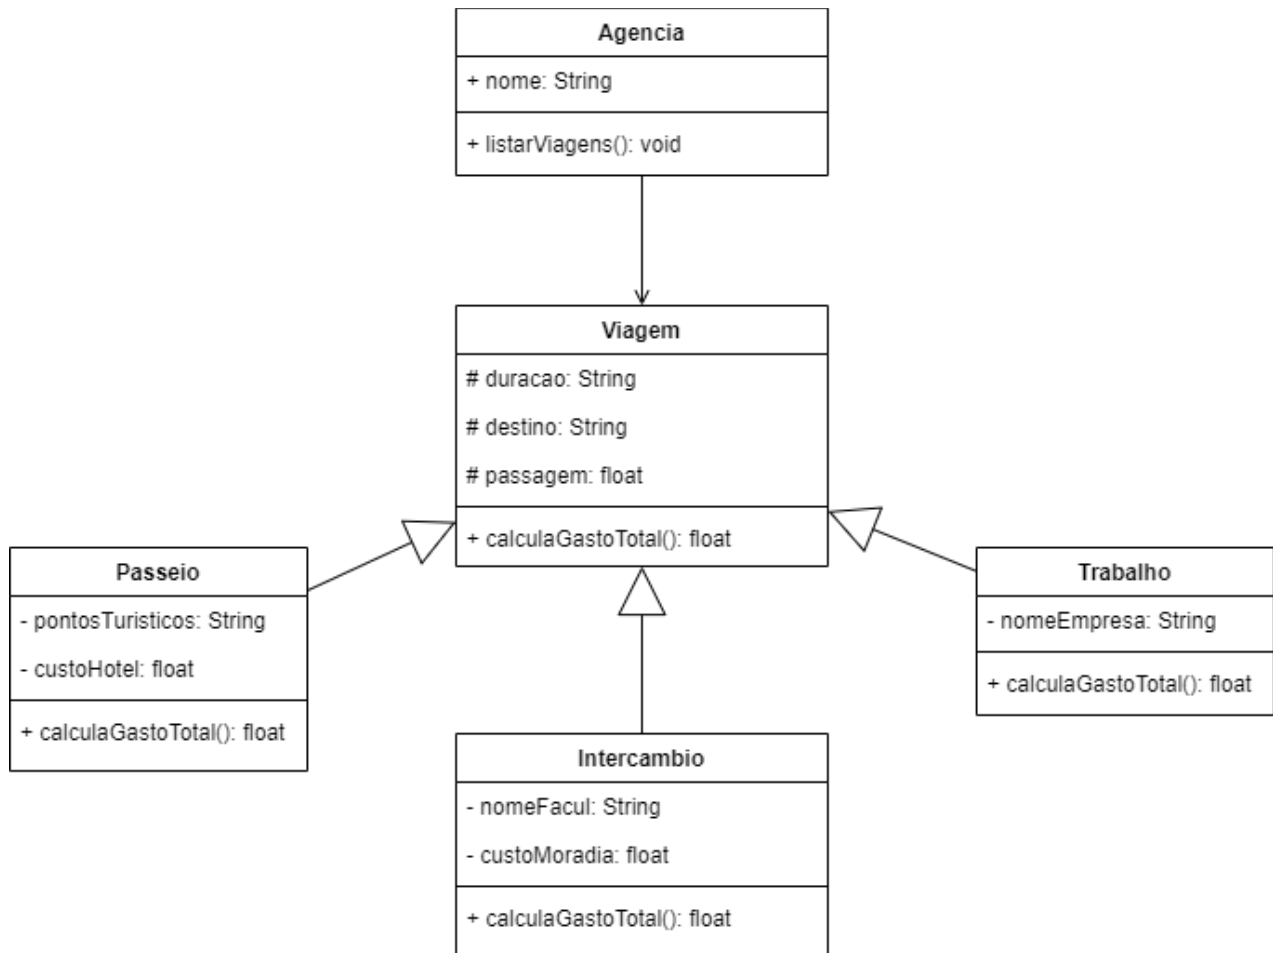 Agencia
+ nome: String
+ listarViagens(): void
Viagem
# duracao: String
# destino: String
# passagem: float
+ calculaGastoTotal(): float
Passeio
- pontosTuristicos: String
- custoHotel: float
+ calculaGastoTotal(): float
Intercambio
- nomeFacul: String
- custoMoradia: float
+ calculaGastoTotal(): float
Trabalho
- nomeEmpresa: String
+ calculaGastoTotal(): float